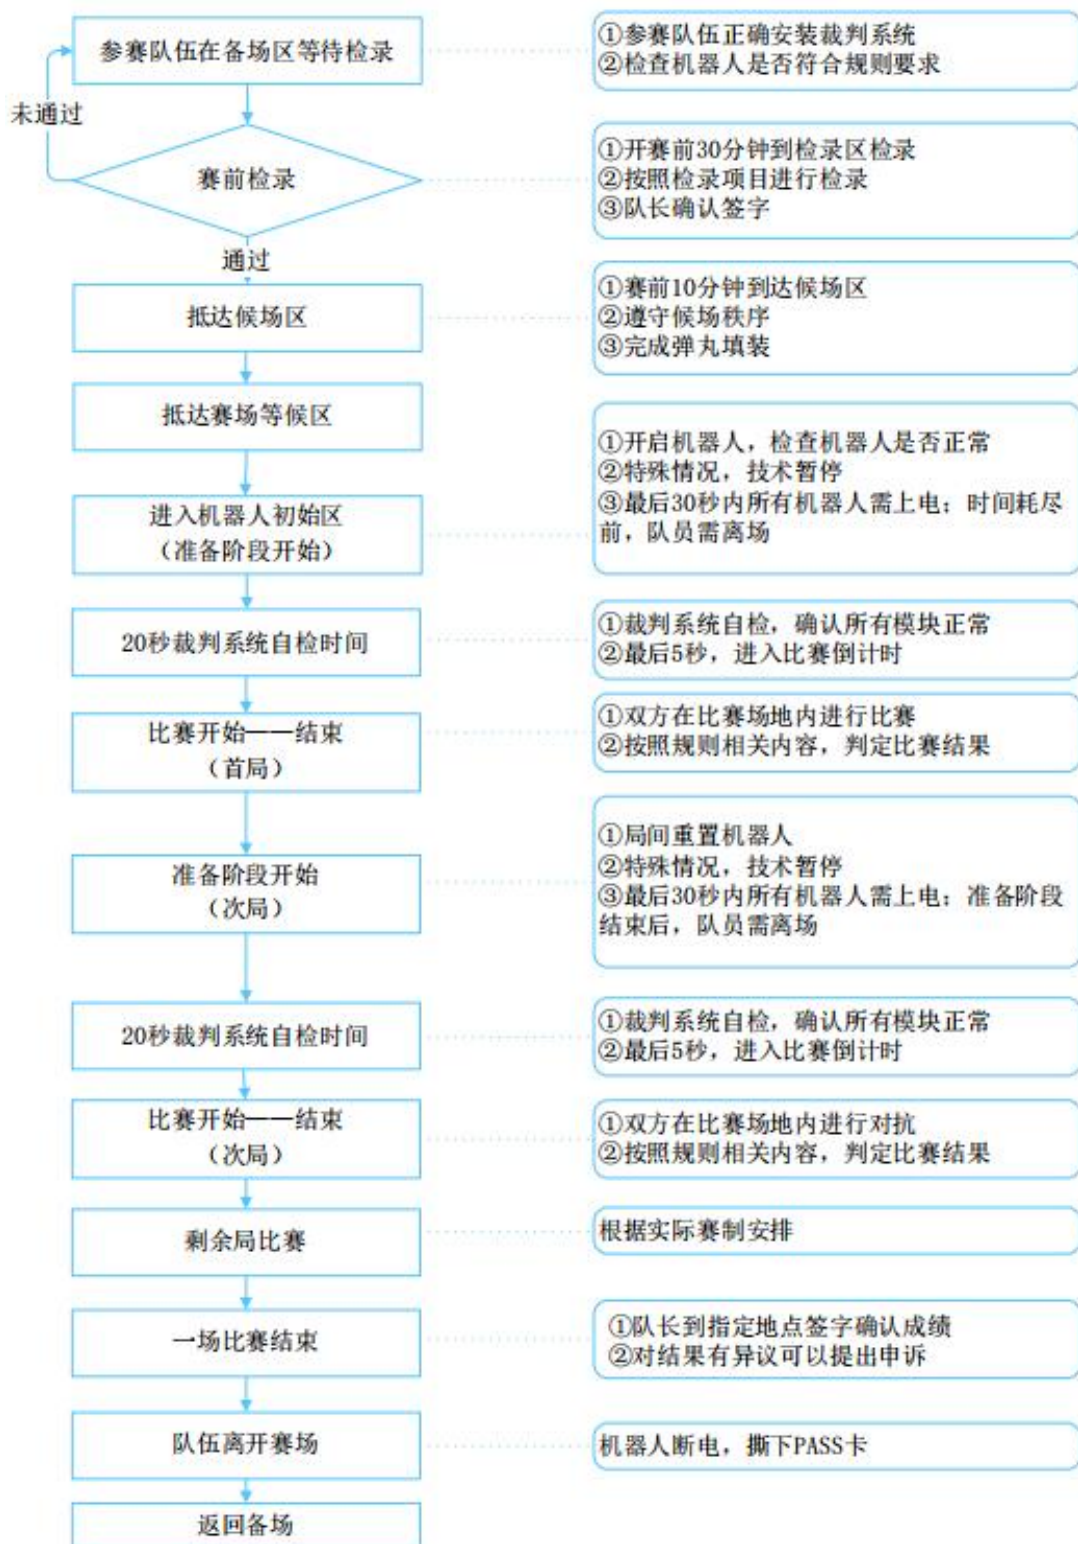 参赛队伍在备场区等待检录
①参赛队伍正确安装裁判系统
②检查机器人是否符合规则要求
未通过
赛前检录
①开赛前30分钟到检录区检录
②按照检录项目进行检录
③队长确认签字
通过
抵达候场区
①赛前10分钟到达候场区
②遵守候场秩序
③完成弹丸填装
抵达赛场等候区
进入机器人初始区
（准备阶段开始）
①开启机器人，检查机器人是否正常
②特殊情况，技术暂停
③最后30秒内所有机器人需上电；时间耗尽
前，队员需离场
20秒裁判系统自检时间
①裁判系统自检，确认所有模块正常
②最后5秒，进入比赛倒计时
比赛开始——结束
（首局）
①双方在比赛场地内进行比赛
②按照规则相关内容，判定比赛结果
准备阶段开始
（次局）
①局间重置机器人
②特殊情况，技术暂停
③最后30秒内所有机器人需上电；准备阶段
结束后，队员需离场
20秒裁判系统自检时间
①裁判系统自检，确认所有模块正常
②最后5秒，进入比赛倒计时
比赛开始——结束
（次局）
①双方在比赛场地内进行对抗
②按照规则相关内容，判定比赛结果
剩余局比赛
根据实际赛制安排
一场比赛结束
①队长到指定地点签字确认成绩
②对结果有异议可以提出申诉
队伍离开赛场
机器人断电，撕下PASS卡
返回备场